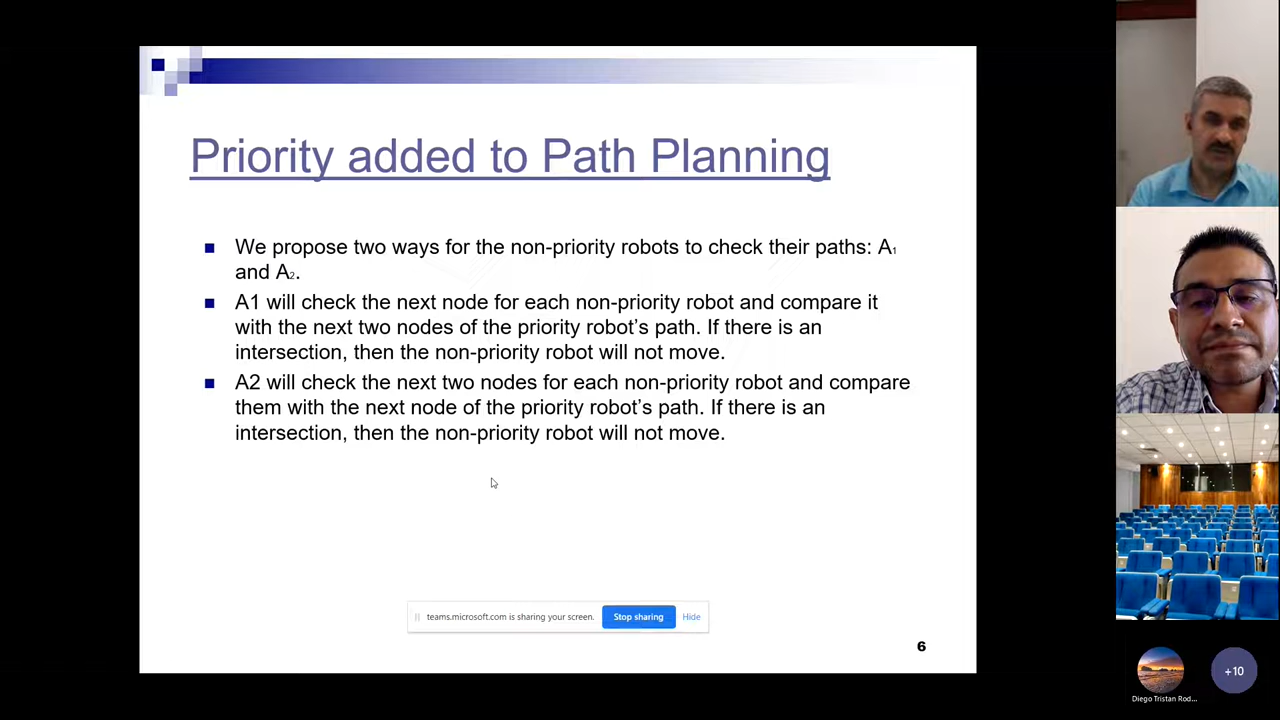 Priority added to Path Planning
We propose two ways for the non-priority robots to check their paths: A1
and A2.
A1 will check the next node for each non-priority robot and compare it
with the next two nodes of the priority robot’s path. If there is an
intersection, then the non-priority robot will not move.
A2 will check the next two nodes for each non-priority robot and compare
them with the next node of the priority robot’s path. If there is an
intersection, then the non-priority robot will not move.
teams.microsoft.com is sharing your screen. Stop sharing Hide
6
+10
Diego Tristan Rod...